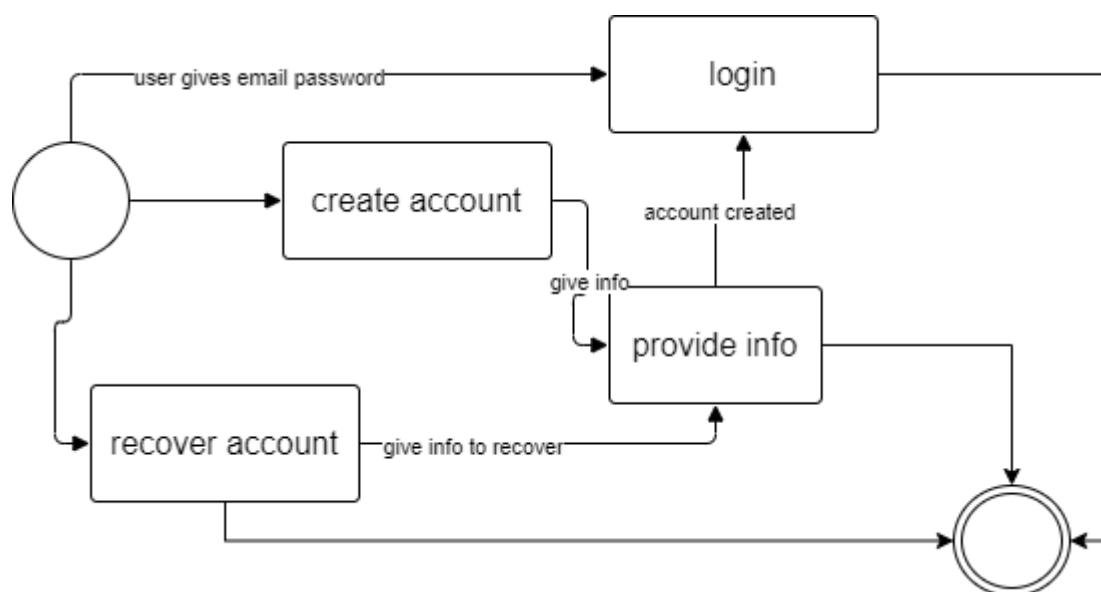 login
user gives email password
create account
account created
give info
provide info
recover account
give info to recover